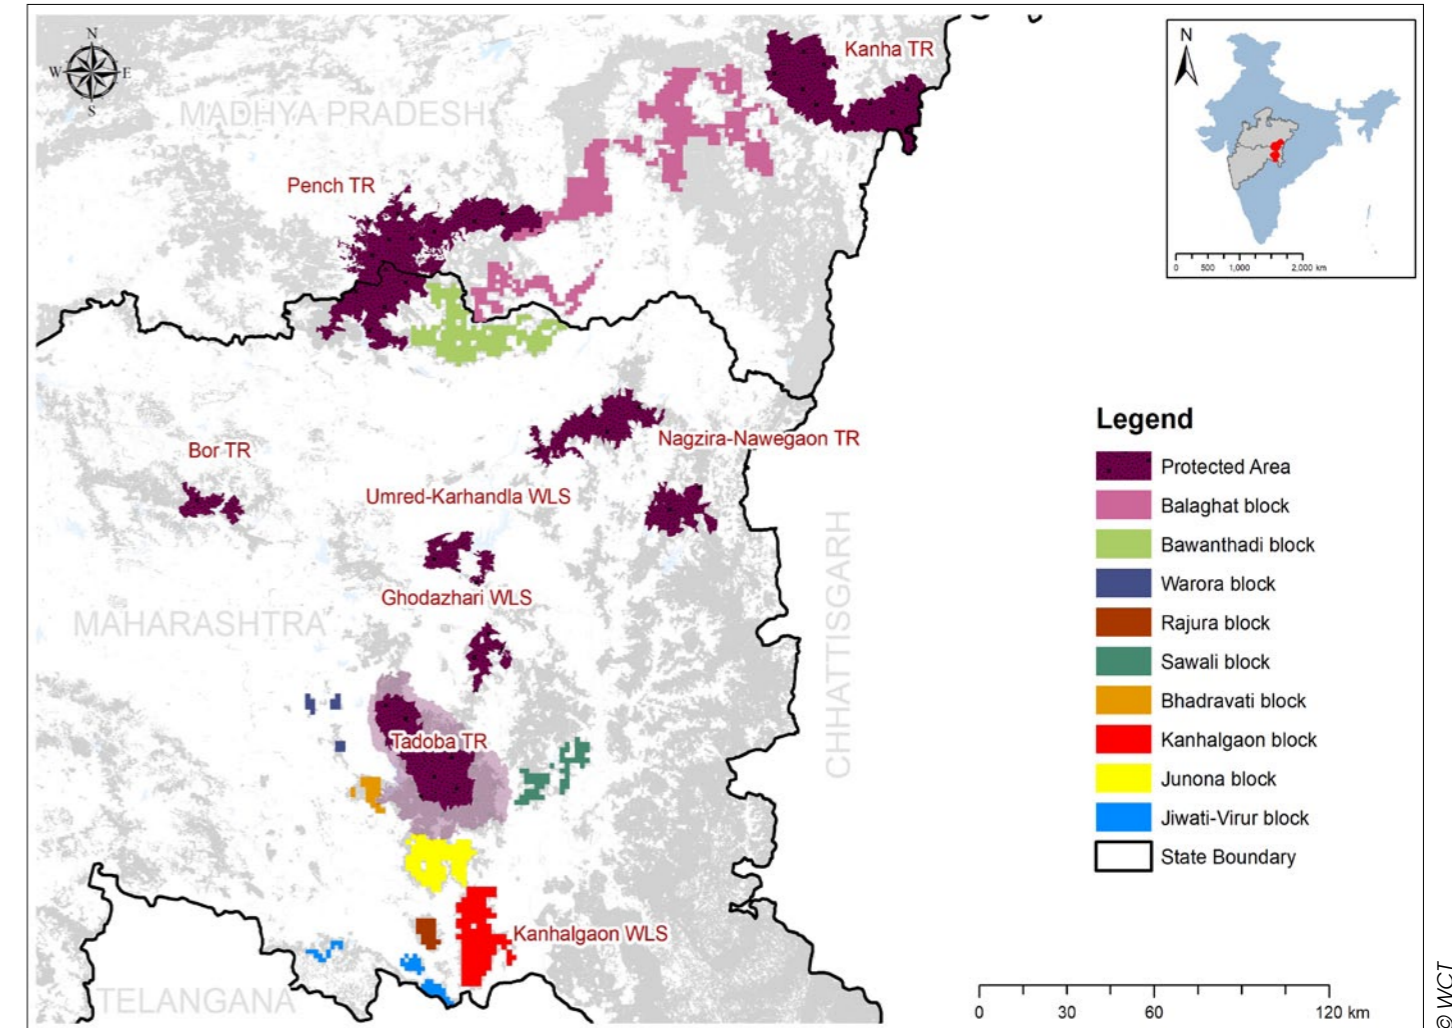 N
W E
S
MADHYA PRADESH
Kanha TR
Pench TR
Bor TR
Nagzira-Nawegaon TR
Umred-Karhandla WLS
Ghodazhari WLS
MAHARASHTRA
CHHATTISGARH
Tadoba TR
Kanhalgaon WLS
TELANGANA
N
0 500 1,000 2,000 km
Legend
Protected Area
Balaghat block
Bawanthadi block
Warora block
Rajura block
Sawali block
Bhadravati block
Kanhalgaon block
Junona block
Jiwati-Virur block
State Boundary
0 30 60 120 km
© WCT